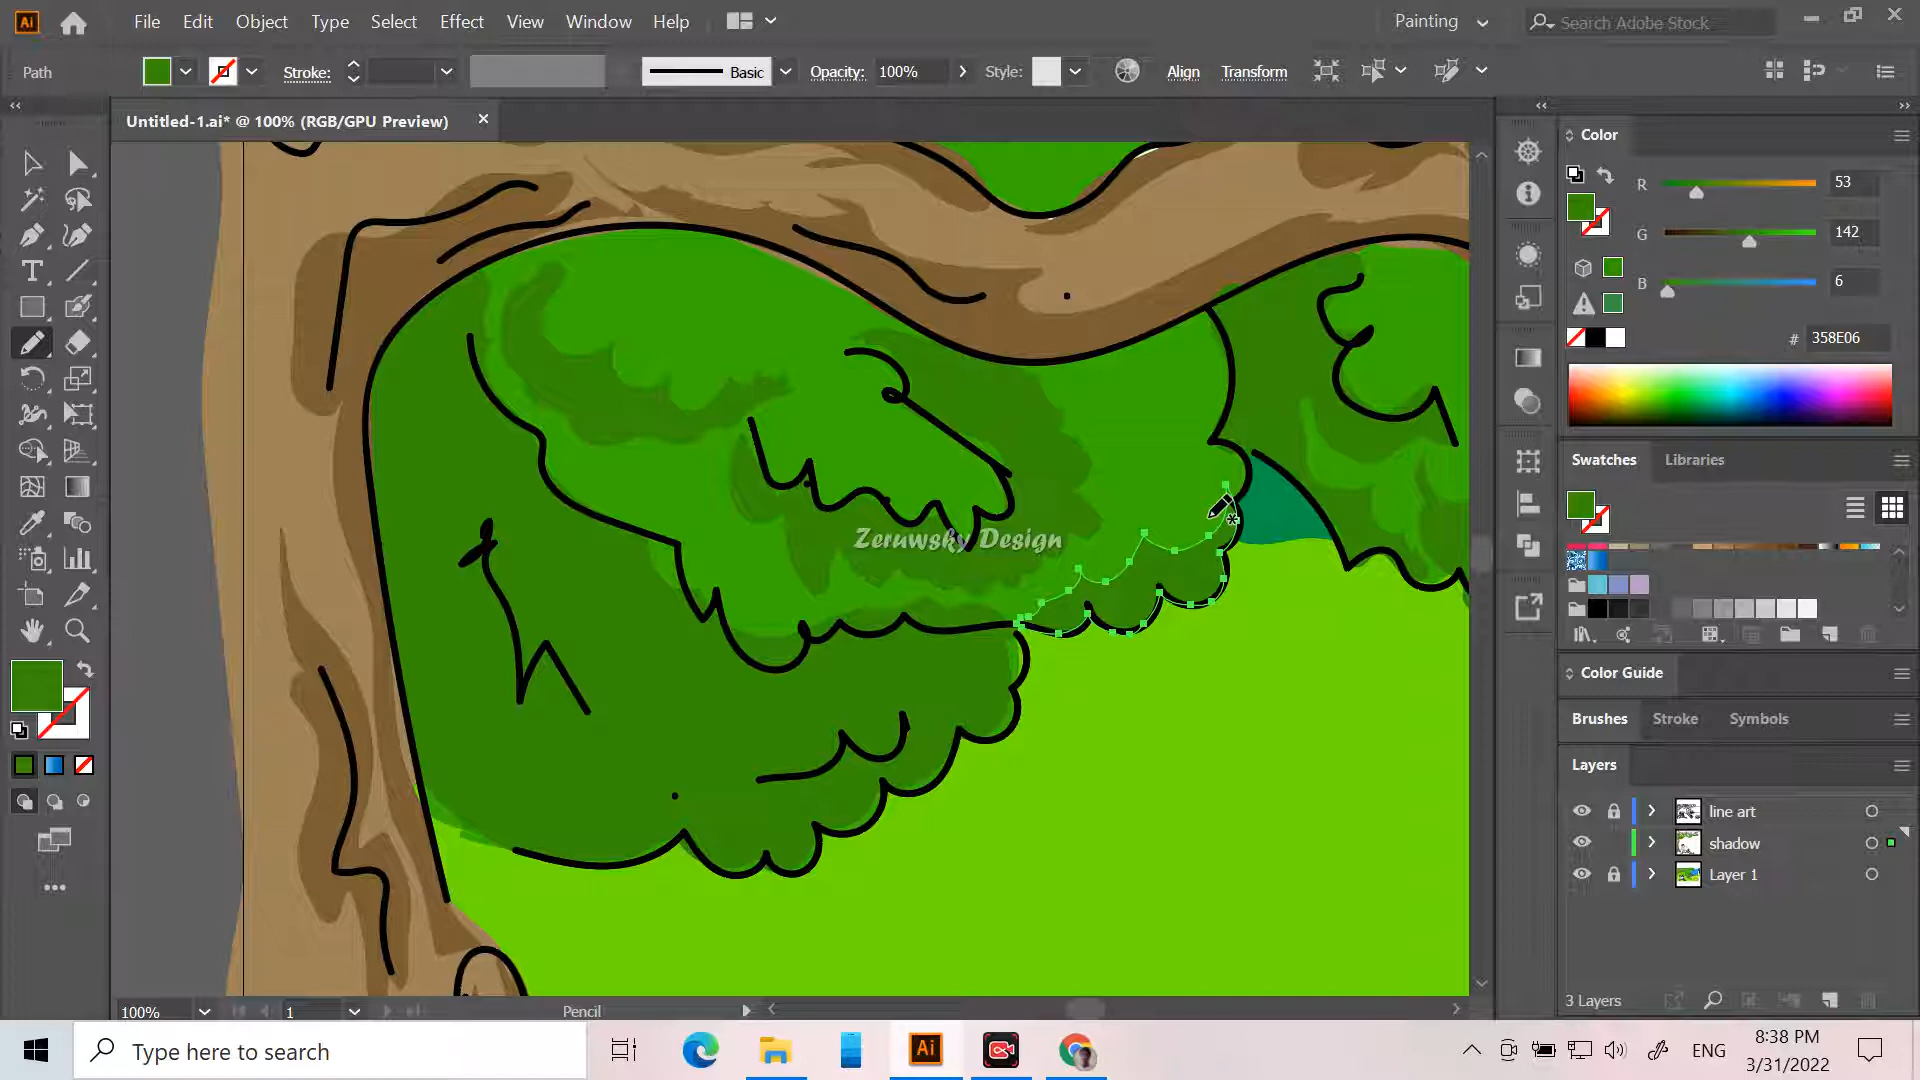 Ai File Edit Object Type Select Effect View Window Help Painting Search Adobe Stock
Path Stroke: Basic Opacity: 100% Style: Align Transform
Untitled-1.ai* @ 100% (RGB/GPU Preview)
Color
R 53
G 142
B 6
# 358E06
Swatches Libraries
Zeruwsky Design
Color Guide
Brushes Stroke Symbols
Layers
line art
shadow
Layer 1
3 Layers
100% 1 Pencil
Type here to search
Ai
ENG
8:38 PM
3/31/2022